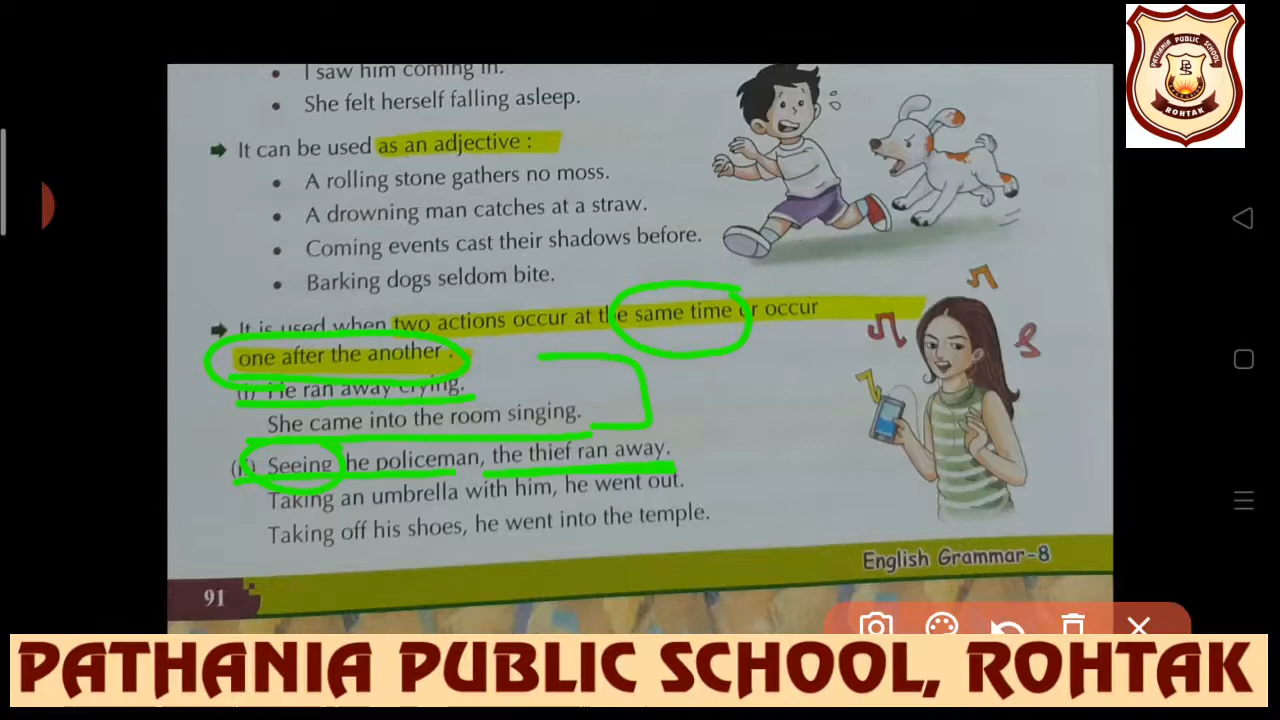 I saw him coming in.
She felt herself falling asleep.
It can be used as an adjective :
A rolling stone gathers no moss.
A drowning man catches at a straw.
Coming events cast their shadows before.
Barking dogs seldom bite.
It is used when two actions occur at the same time or occur
one after the another :
(i) He ran away crying.
She came into the room singing.
(ii) Seeing the policeman, the thief ran away.
Taking an umbrella with him, he went out.
Taking off his shoes, he went into the temple.
English Grammar-8
91
PATHANIA PUBLIC SCHOOL
ROHTAK
PATHANIA PUBLIC SCHOOL, ROHTAK